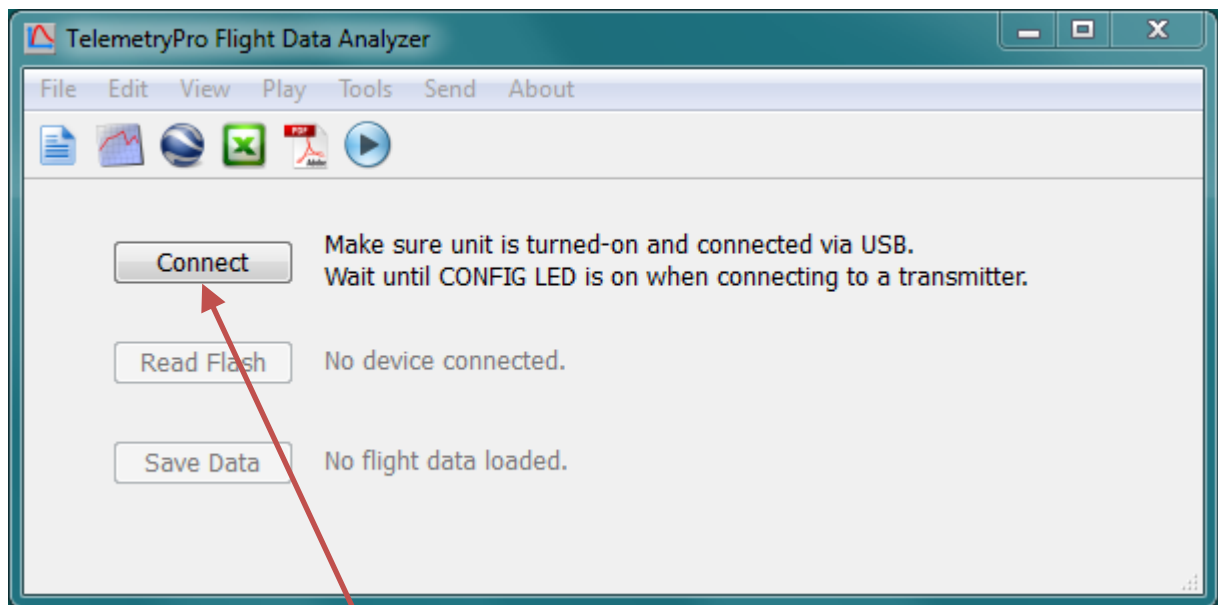 TelemetryPro Flight Data Analyzer
File Edit View Play Tools Send About
PDF
Adobe
Connect
Make sure unit is turned-on and connected via USB.
Wait until CONFIG LED is on when connecting to a transmitter.
Read Flash
No device connected.
Save Data
No flight data loaded.